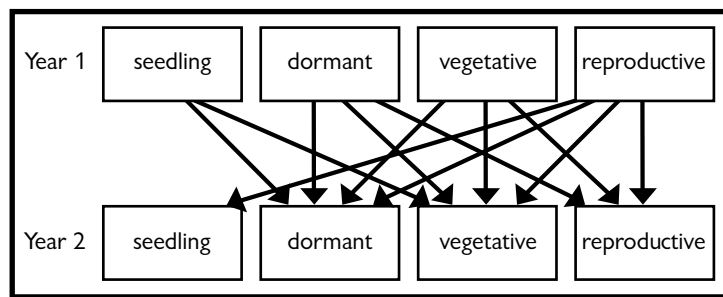 Year 1 seedling dormant vegetative reproductive
Year 2 seedling dormant vegetative reproductive